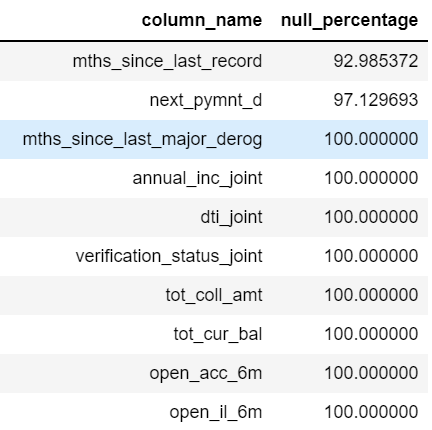 column_name null_percentage
mths_since_last_record 92.985372
next_pymnt_d 97.129693
mths_since_last_major_derog 100.000000
annual_inc_joint 100.000000
dti_joint 100.000000
verification_status_joint 100.000000
tot_coll_amt 100.000000
tot_cur_bal 100.000000
open_acc_6m 100.000000
open_il_6m 100.000000